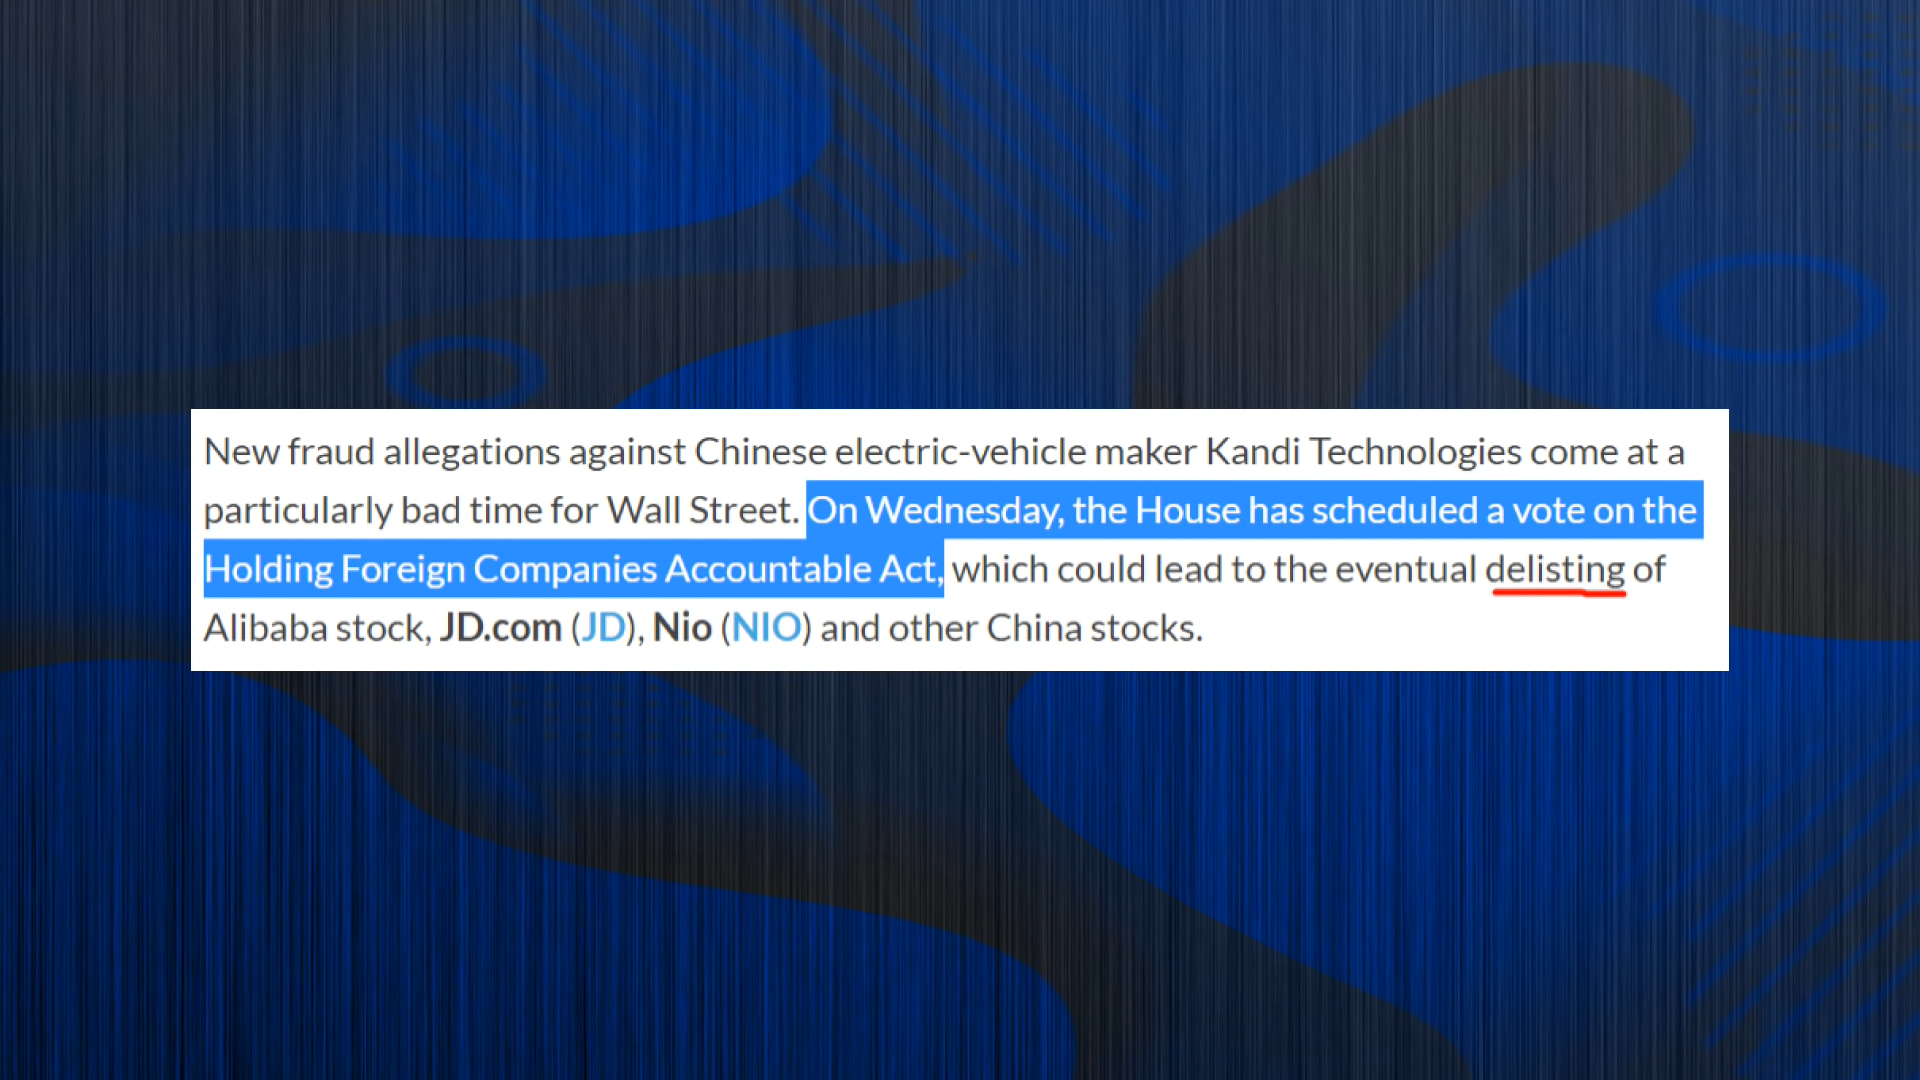 New fraud allegations against Chinese electric-vehicle maker Kandi Technologies come at a
particularly bad time for Wall Street. On Wednesday, the House has scheduled a vote on the
Holding Foreign Companies Accountable Act, which could lead to the eventual delisting of
Alibaba stock, JD.com (JD), Nio (NIO) and other China stocks.